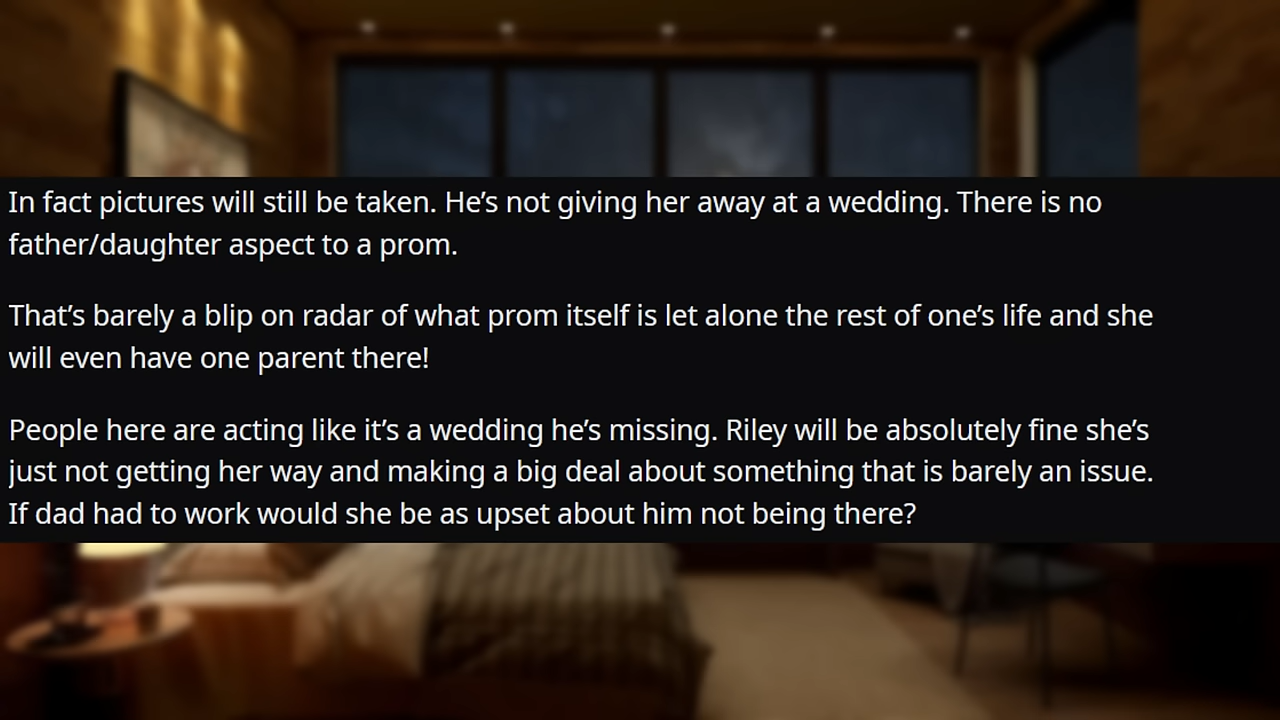 In fact pictures will still be taken. He’s not giving her away at a wedding. There is no
father/daughter aspect to a prom.
That’s barely a blip on radar of what prom itself is let alone the rest of one’s life and she
will even have one parent there!
People here are acting like it’s a wedding he’s missing. Riley will be absolutely fine she’s
just not getting her way and making a big deal about something that is barely an issue.
If dad had to work would she be as upset about him not being there?